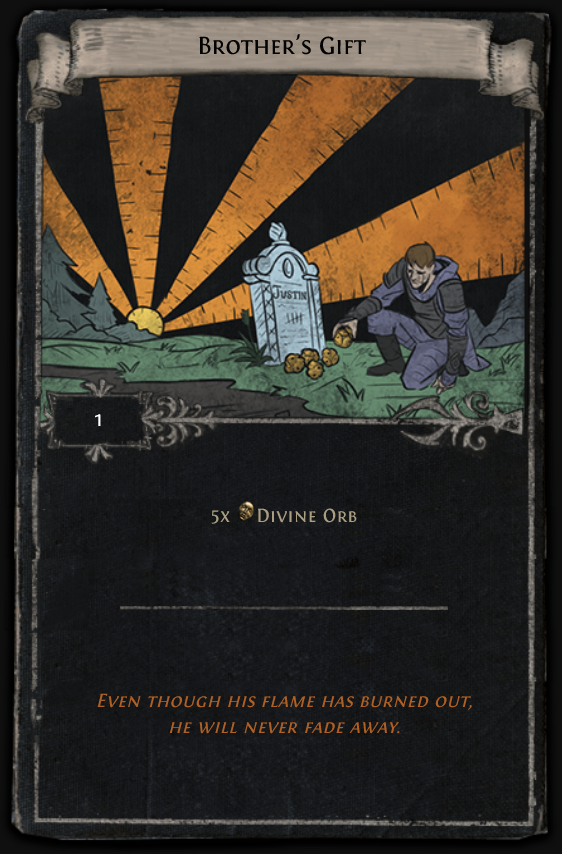 Brother's Gift
Justin
1
5x Divine Orb
Even though his flame has burned out,
he will never fade away.